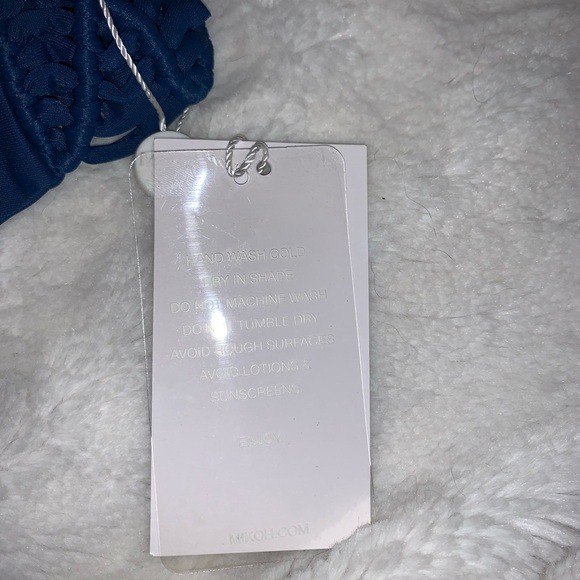 HAND WASH COLD
DRY IN SHADE
DO NOT MACHINE WASH
DO NOT TUMBLE DRY
AVOID ROUGH SURFACES
AVOID LOTIONS &
SUNSCREENS
MIKOH.COM